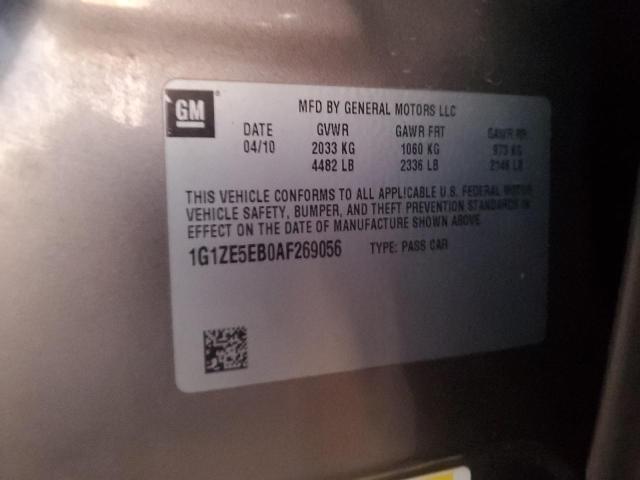 GM
MFD BY GENERAL MOTORS LLC
DATE GVWR GAWR FRT GAWR RR
04/10 2033 KG 1060 KG 973 KG
4482 LB 2336 LB 2146 LB
THIS VEHICLE CONFORMS TO ALL APPLICABLE U.S. FEDERAL MOTOR
VEHICLE SAFETY, BUMPER, AND THEFT PREVENTION STANDARDS IN
EFFECT ON THE DATE OF MANUFACTURE SHOWN ABOVE
1G1ZE5EB0AF269056 TYPE: PASS CAR